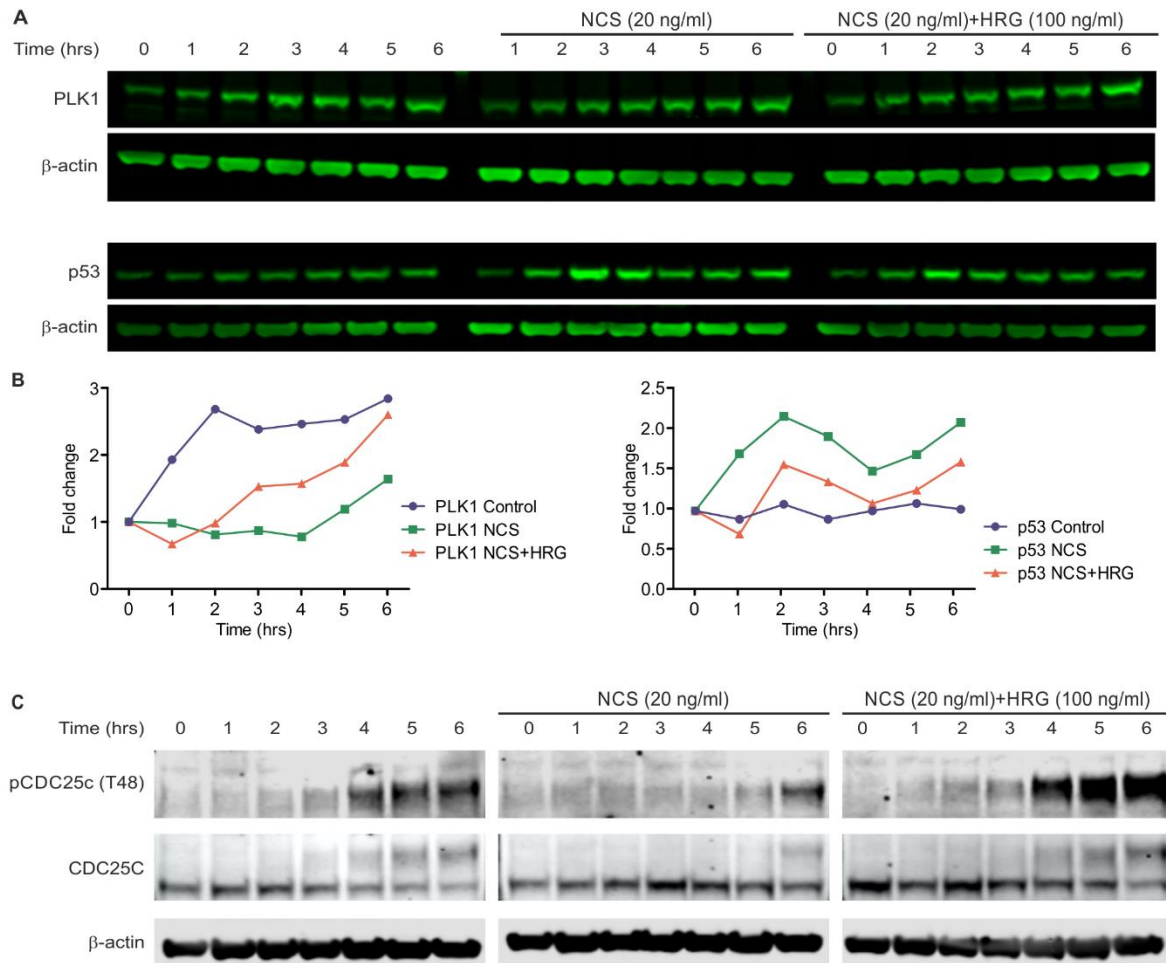 A
NCS (20 ng/ml) NCS (20 ng/ml)+HRG (100 ng/ml)
Time (hrs) 0 1 2 3 4 5 6 1 2 3 4 5 6 0 1 2 3 4 5 6
PLK1
β-actin
p53
β-actin
B
3
2
1
0
Fold change
0 1 2 3 4 5 6
Time (hrs)
PLK1 Control
PLK1 NCS
PLK1 NCS+HRG
2.5
2.0
1.5
1.0
0.5
0.0
Fold change
0 1 2 3 4 5 6
Time (hrs)
p53 Control
p53 NCS
p53 NCS+HRG
C
NCS (20 ng/ml) NCS (20 ng/ml)+HRG (100 ng/ml)
Time (hrs) 0 1 2 3 4 5 6 0 1 2 3 4 5 6 0 1 2 3 4 5 6
pCDC25c (T48)
CDC25C
β-actin